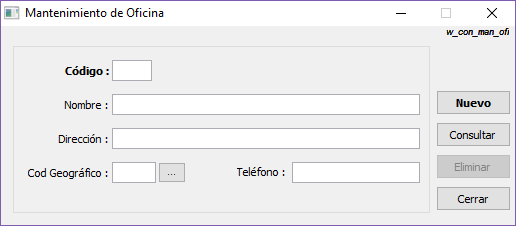 Mantenimiento de Oficina
w_con_man_ofi
Código :
Nombre :
Dirección :
Cod Geográfico :
...
Teléfono :
Nuevo
Consultar
Eliminar
Cerrar